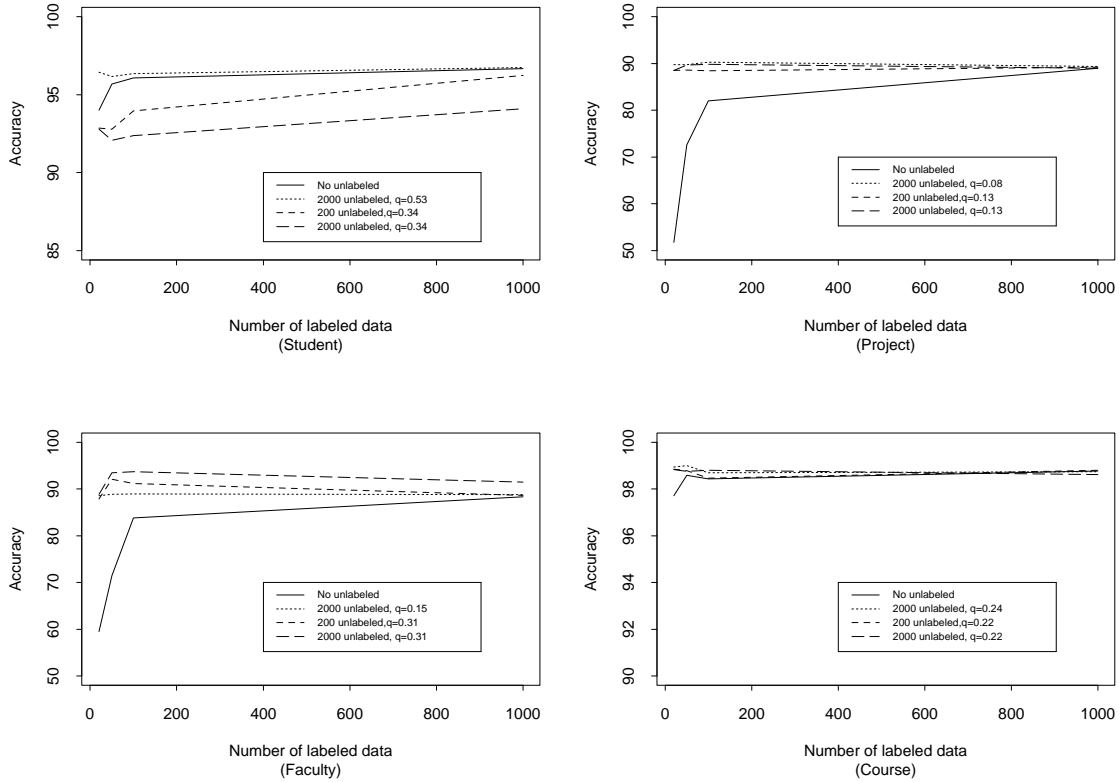 100
95
90
85
Accuracy
No unlabeled
2000 unlabeled, q=0.53
200 unlabeled,q=0.34
2000 unlabeled, q=0.34
0 200 400 600 800 1000
Number of labeled data
(Student)
100
90
80
70
60
50
Accuracy
No unlabeled
2000 unlabeled, q=0.08
200 unlabeled,q=0.13
2000 unlabeled, q=0.13
0 200 400 600 800 1000
Number of labeled data
(Project)
100
90
80
70
60
50
Accuracy
No unlabeled
2000 unlabeled, q=0.15
200 unlabeled,q=0.31
2000 unlabeled, q=0.31
0 200 400 600 800 1000
Number of labeled data
(Faculty)
100
98
96
94
92
90
Accuracy
No unlabeled
2000 unlabeled, q=0.24
200 unlabeled,q=0.22
2000 unlabeled, q=0.22
0 200 400 600 800 1000
Number of labeled data
(Course)